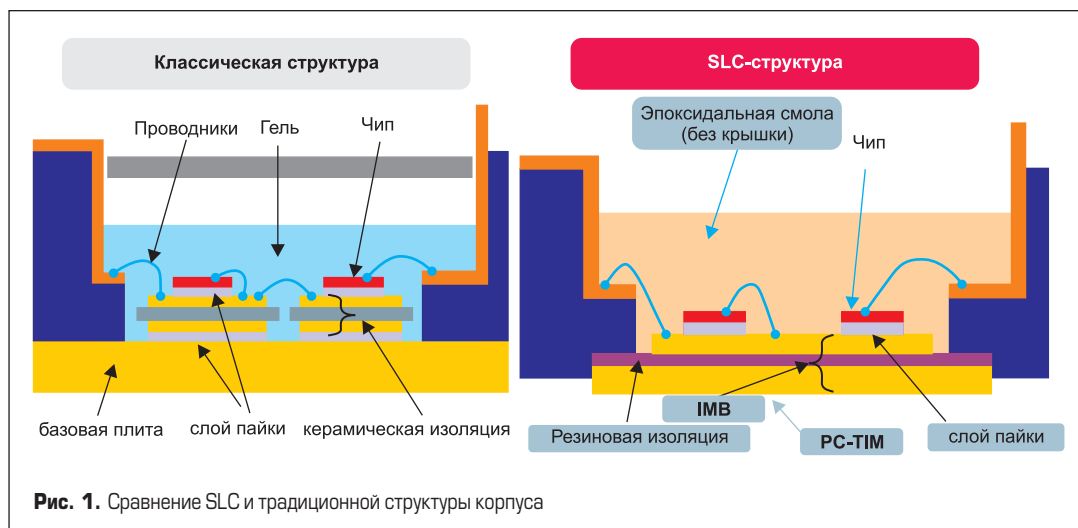 Классическая структура
SLC-структура
Проводники
Гель
Чип
Эпоксидальная смола
(без крышки)
Чип
базовая плита
слой пайки
керамическая изоляция
IMB
Резиновая изоляция
PC-TIM
слой пайки
Рис. 1. Сравнение SLC и традиционной структуры корпуса